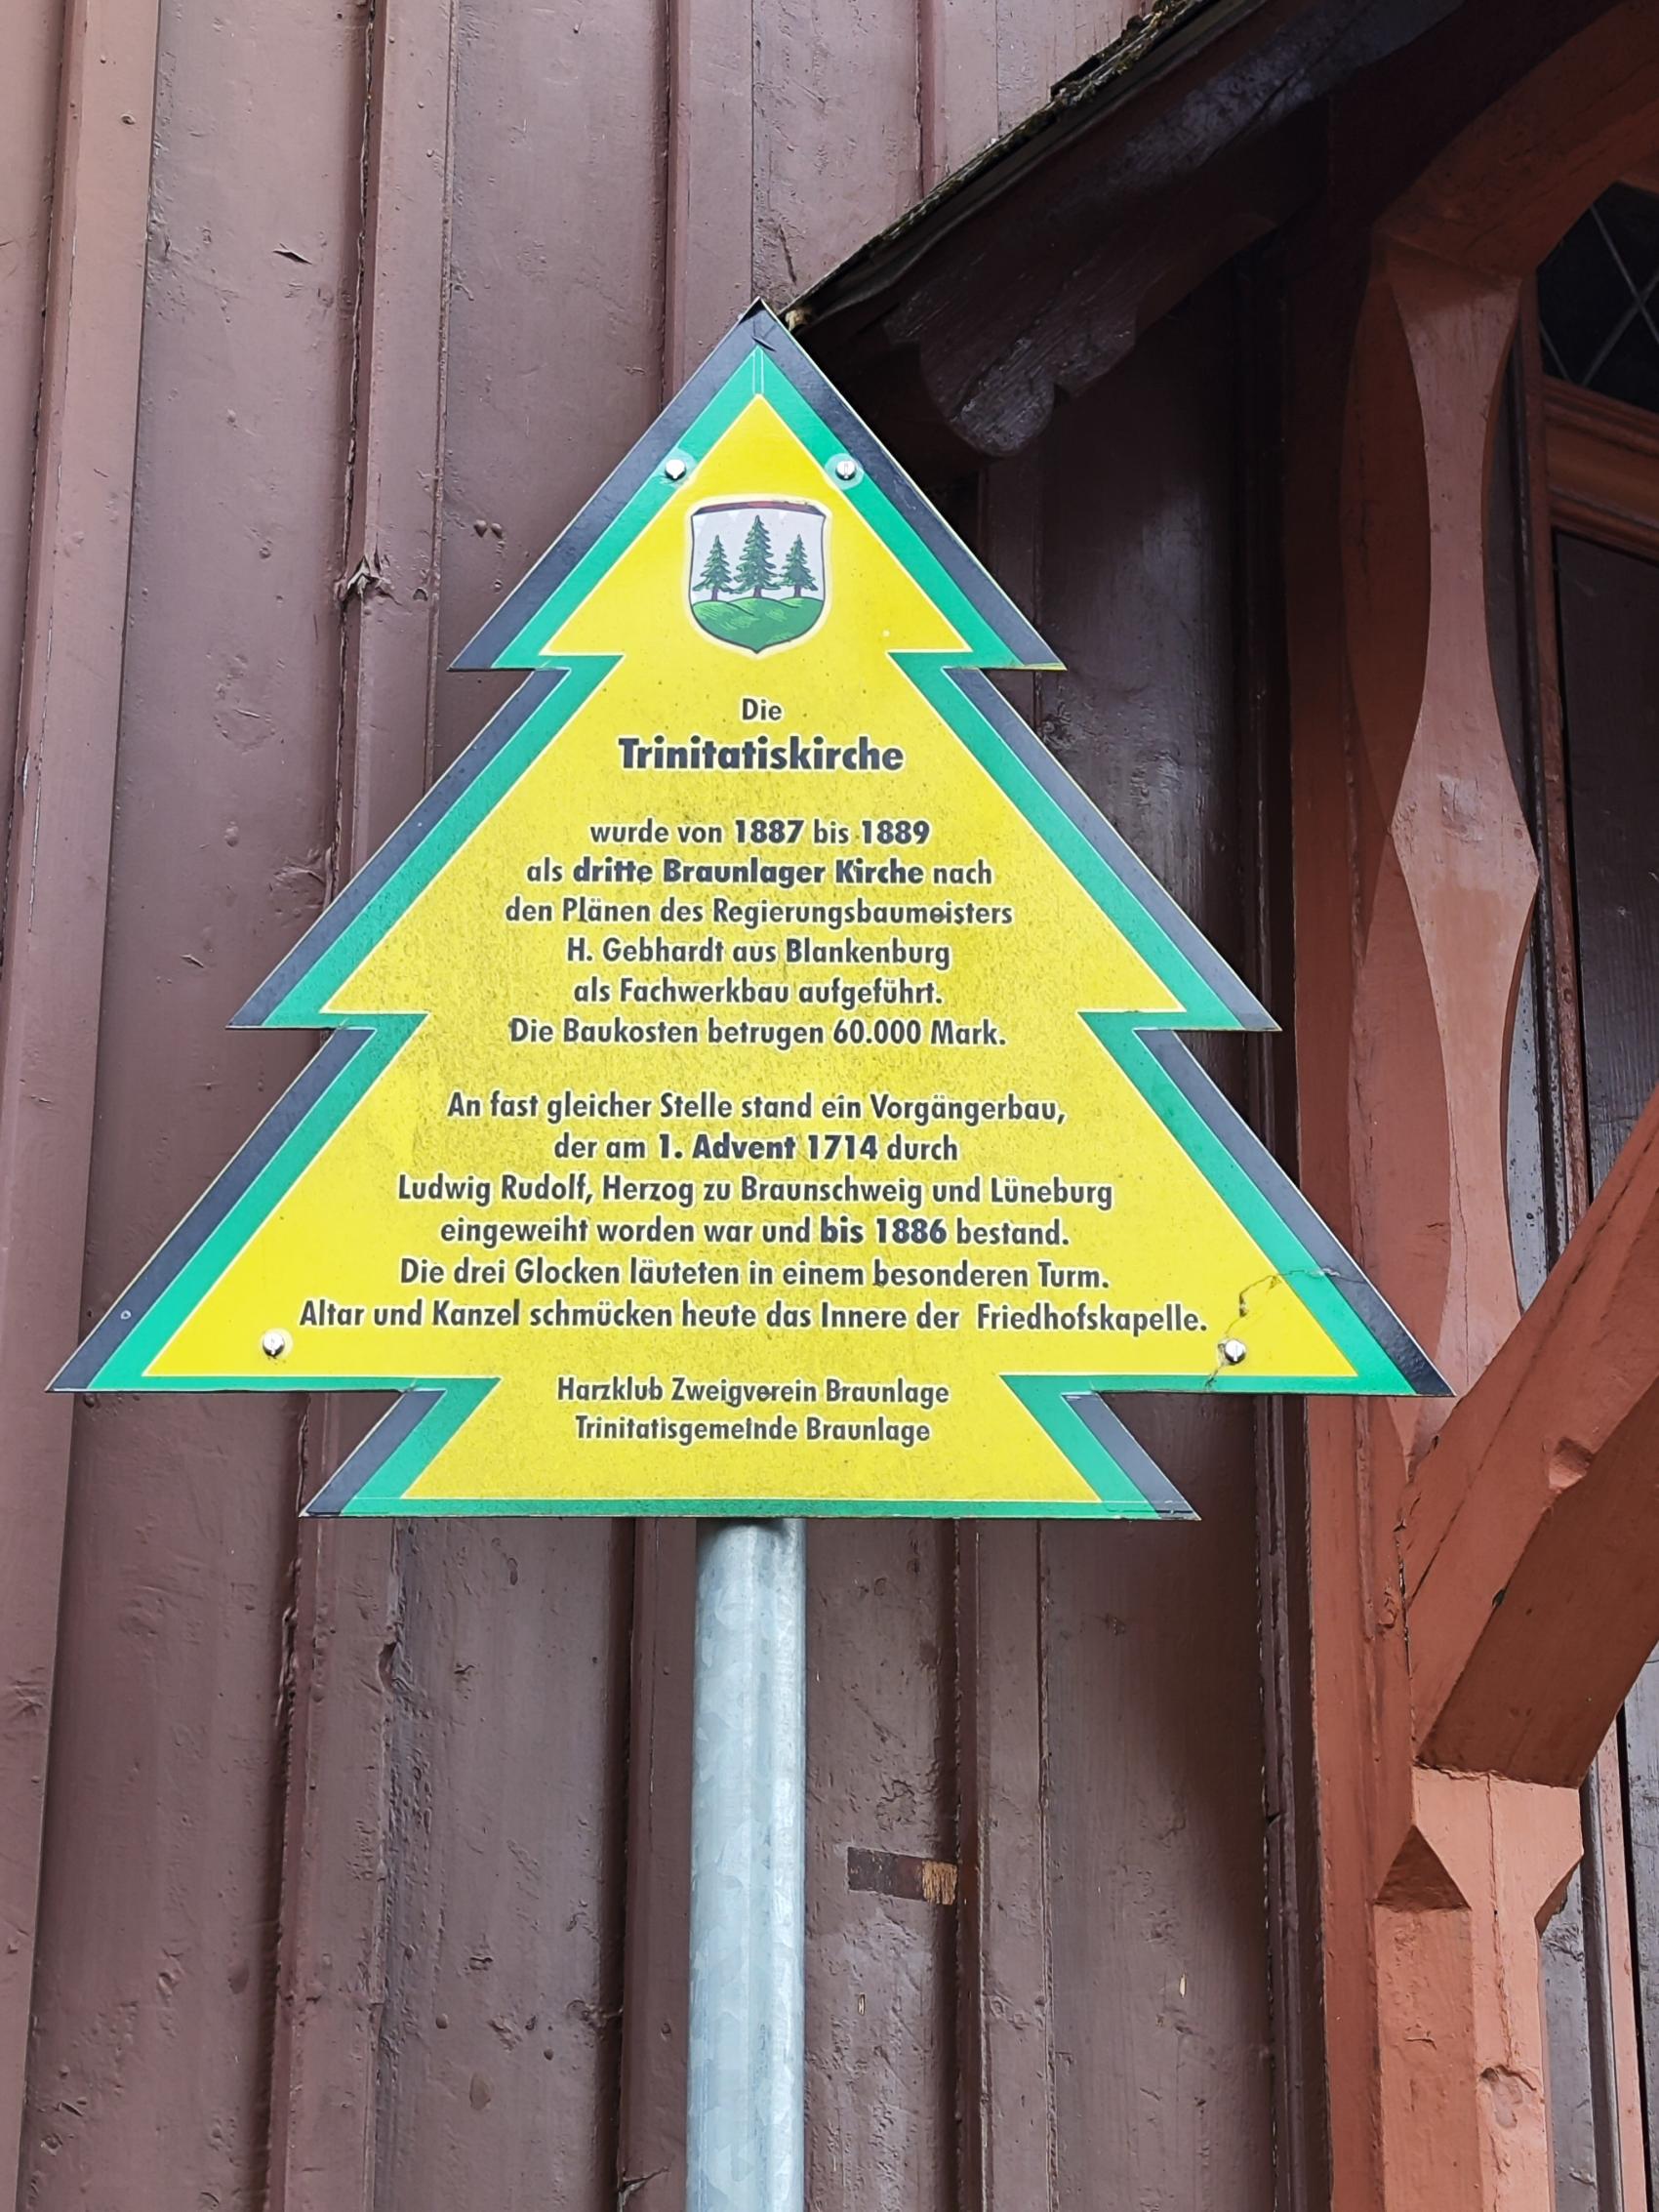 Die
Trinitatiskirche
wurde von 1887 bis 1889
als dritte Braunlager Kirche nach
den Plänen des Regierungsbaumeisters
H. Gebhardt aus Blankenburg
als Fachwerkbau aufgeführt.
Die Baukosten betrugen 60.000 Mark.
An fast gleicher Stelle stand ein Vorgängerbau,
der am 1. Advent 1714 durch
Ludwig Rudolf, Herzog zu Braunschweig und Lüneburg
eingeweiht worden war und bis 1886 bestand.
Die drei Glocken läuteten in einem besonderen Turm.
Altar und Kanzel schmücken heute das Innere der Friedhofskapelle.
Harzklub Zweigverein Braunlage
Trinitatisgemeinde Braunlage